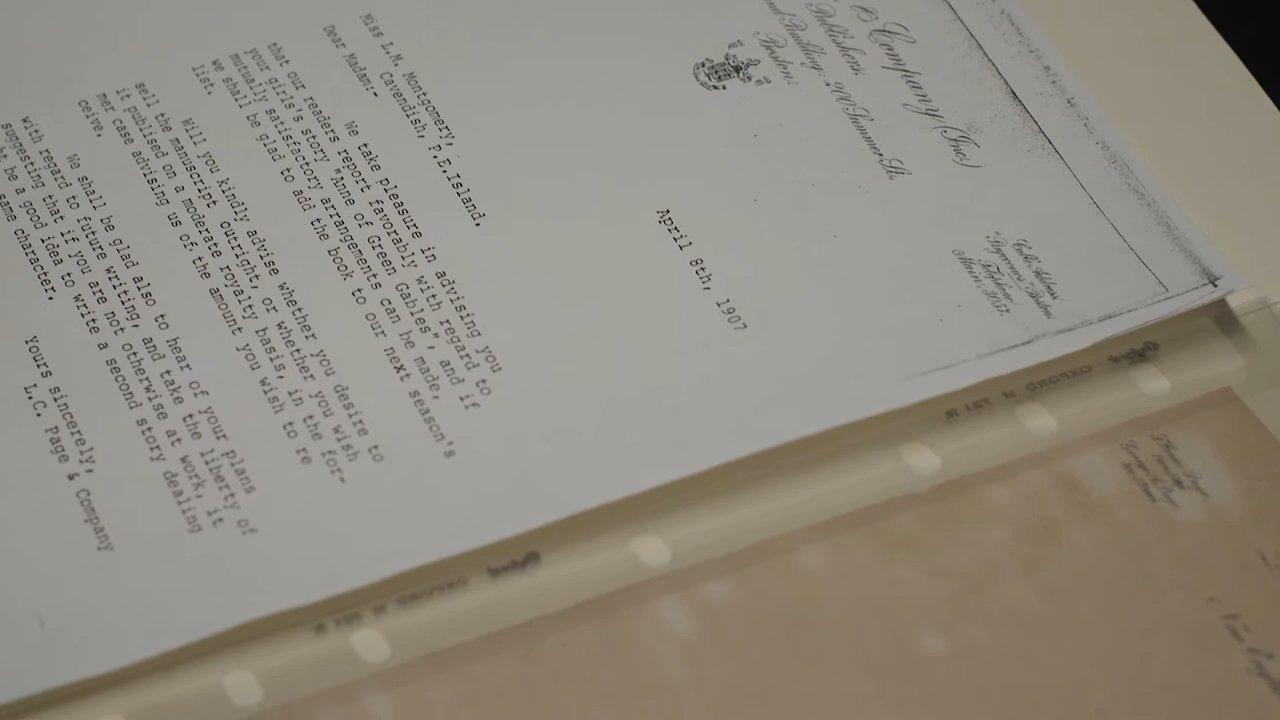 & Company (Inc.)
Publishers,
Building, 200 Summer St.
Boston.
Cable Address
Boston
Telephone,
April 8th, 1907
Miss L.M. Montgomery,
Cavendish, P.E.Island.
Dear Madam:-
We take pleasure in advising you
that our readers report favorably with regard to
your girls's story "Anne of Green Gables", and if
mutually satisfactory arrangements can be made,
we shall be glad to add the book to our next season's
list.
Will you kindly advise whether you desire to
sell the manuscript outright, or whether you wish
it publised on a moderate royalty basis, in the for-
mer case advising us of the amount you wish to re
ceive.
We shall be glad also to hear of your plans
with regard to future writing, and take the liberty of
suggesting that if you are not otherwise at work, it
be a good idea to write a second story dealing
same character.
Yours sincerely,
L.C. Page & Company